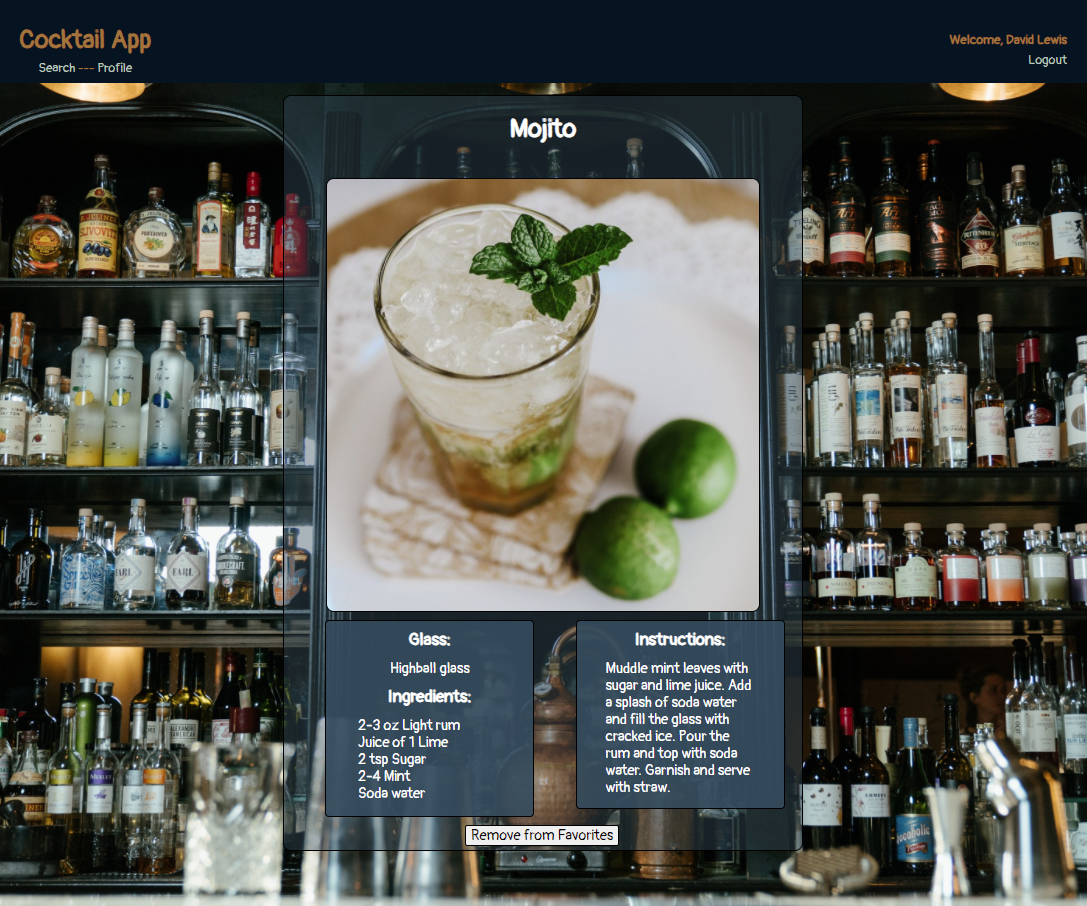 Cocktail App
Search --- Profile
Welcome, David Lewis
Logout
Mojito
Glass:
Highball glass
Ingredients:
2-3 oz Light rum
Juice of 1 Lime
2 tsp Sugar
2-4 Mint
Soda water
Instructions:
Muddle mint leaves with
sugar and lime juice. Add
a splash of soda water
and fill the glass with
cracked ice. Pour the
rum and top with soda
water. Garnish and serve
with straw.
Remove from Favorites